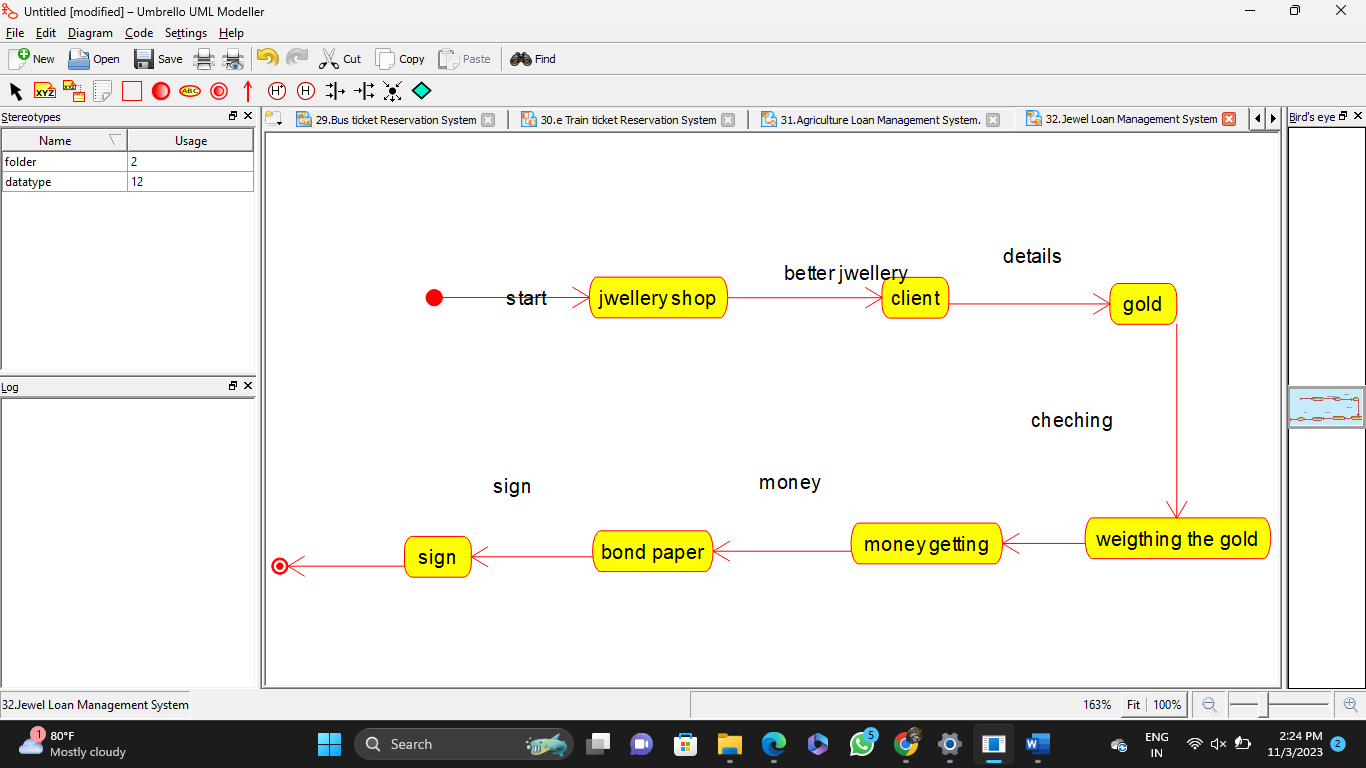 Untitled [modified] – Umbrello UML Modeller
File Edit Diagram Code Settings Help
New Open Save Cut Copy Paste Find
XYZ XYZ ABC H* H
Stereotypes
Name Usage
folder 2
datatype 12
Log
29.Bus ticket Reservation System 30.e Train ticket Reservation System 31.Agriculture Loan Management System. 32.Jewel Loan Management System
Bird's eye
details
better jwellery
start jwellery shop client gold
cheching
sign money
sign bond paper money getting weigthing the gold
32.Jewel Loan Management System 163% Fit 100%
1 80°F
Mostly cloudy
Search
5
ENG
IN
2:24 PM
11/3/2023
2